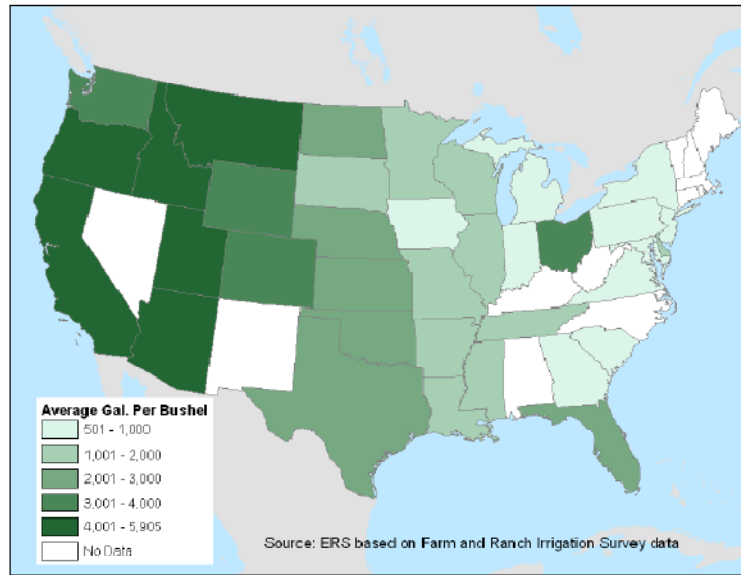 Average Gal. Per Bushel
501 - 1,000
1,001 - 2,000
2,001 - 3,000
3,001 - 4,000
4,001 - 5,905
No Data
Source: ERS based on Farm and Ranch Irrigation Survey data